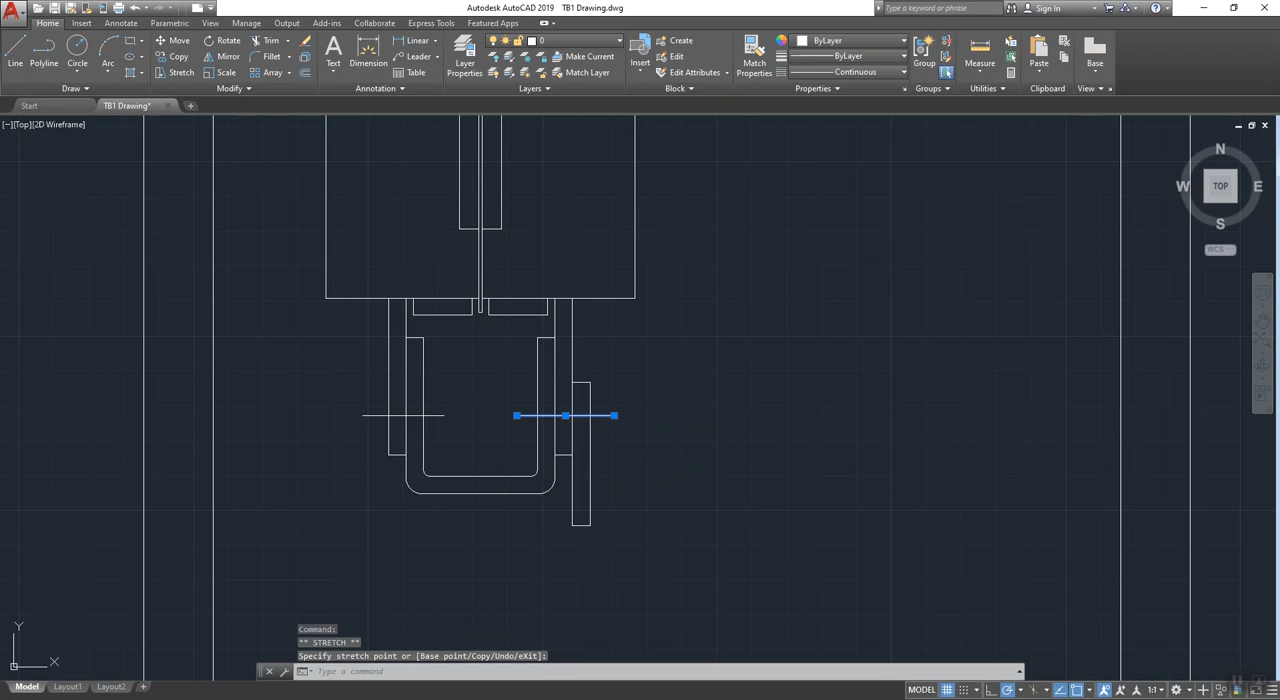 Autodesk AutoCAD 2019   TB1 Drawing.dwg
Type a keyword or phrase
Sign In
Home Insert Annotate Parametric View Manage Output Add-ins Collaborate Express Tools Featured Apps
Line Polyline Circle Arc
Move Rotate Trim
Copy Mirror Fillet
Stretch Scale Array
Text Dimension
Linear
Leader
Table
Layer Properties
0
Make Current
Match Layer
Insert
Create
Edit
Edit Attributes
Match Properties
ByLayer
ByLayer
Continuous
Group
Measure
Paste
Base
Draw Modify Annotation Layers Block Properties Groups Utilities Clipboard View
Start TB1 Drawing*
[−][Top][2D Wireframe]
N
W TOP E
S
WCS
Command:
** STRETCH **
Specify stretch point or [Base point/Copy/Undo/eXit]:
Type a command
Y
X
Model Layout1 Layout2
MODEL 1:1